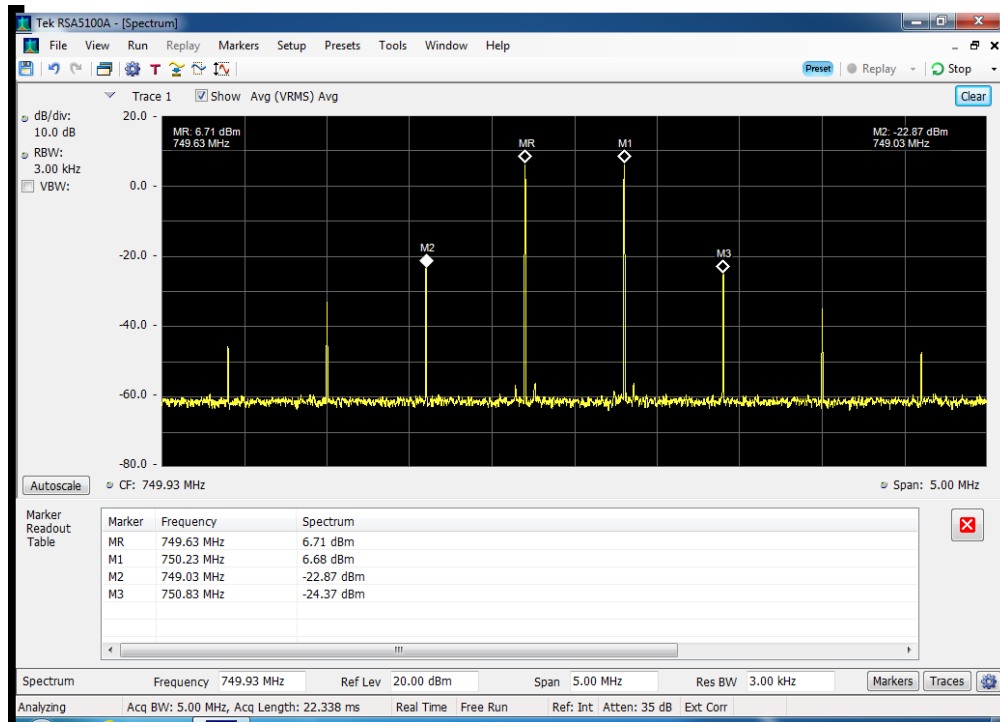 Tek RSA5100A - [Spectrum]
File View Run Replay Markers Setup Presets Tools Window Help
T Preset Replay Stop
Trace 1 Show Avg (VRMS) Avg Clear
dB/div:
10.0 dB
RBW:
3.00 kHz
VBW:
20.0
0.0
-20.0
-40.0
-60.0
-80.0
MR: 6.71 dBm
749.63 MHz
M2: -22.87 dBm
749.03 MHz
MR M1
M2 M3
Autoscale CF: 749.93 MHz Span: 5.00 MHz
Marker
Readout
Table
Marker Frequency Spectrum
MR 749.63 MHz 6.71 dBm
M1 750.23 MHz 6.68 dBm
M2 749.03 MHz -22.87 dBm
M3 750.83 MHz -24.37 dBm
Spectrum Frequency 749.93 MHz Ref Lev 20.00 dBm Span 5.00 MHz Res BW 3.00 kHz Markers Traces
Analyzing Acq BW: 5.00 MHz, Acq Length: 22.338 ms Real Time Free Run Ref: Int Atten: 35 dB Ext Corr